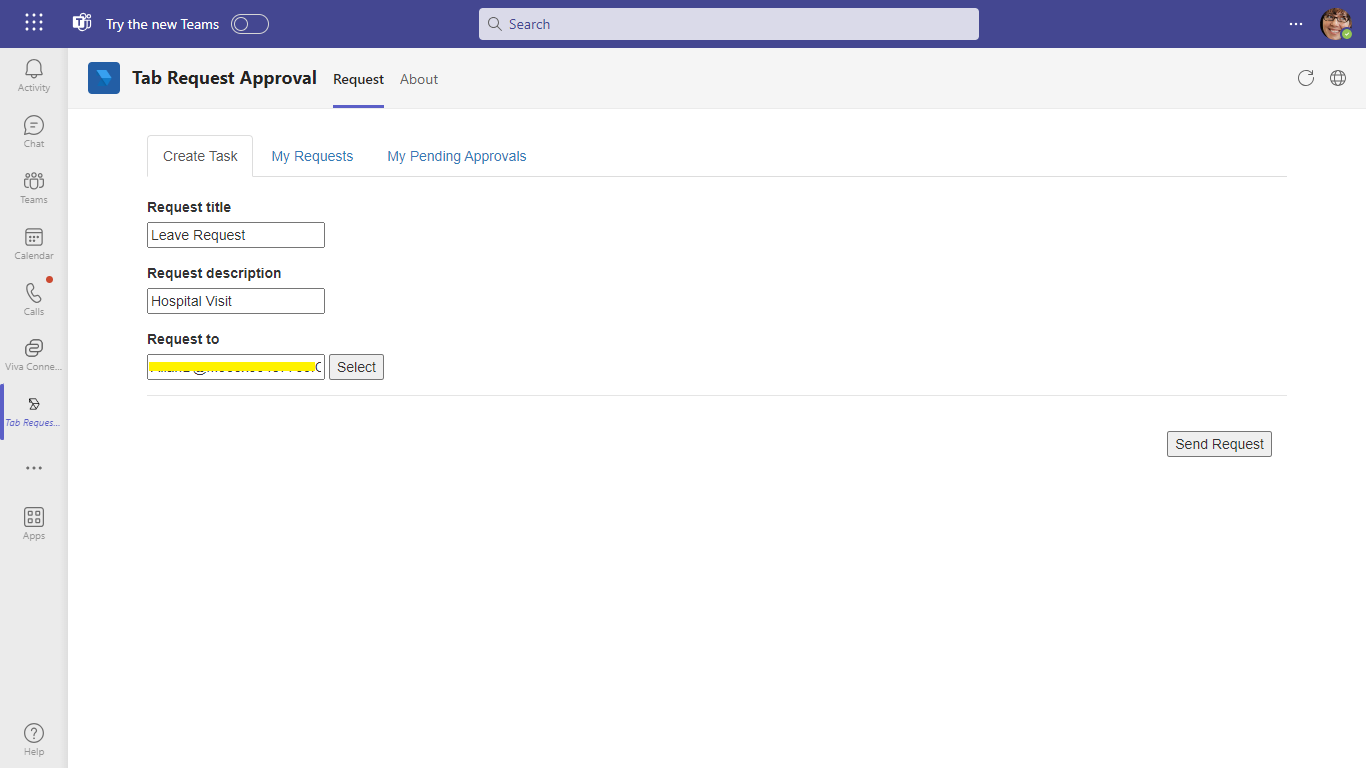 Try the new Teams
Search
Activity
Chat
Teams
Calendar
Calls
Viva Conne...
Tab Reques...
Apps
Help
Tab Request Approval
Request
About
Create Task
My Requests
My Pending Approvals
Request title
Leave Request
Request description
Hospital Visit
Request to
Select
Send Request